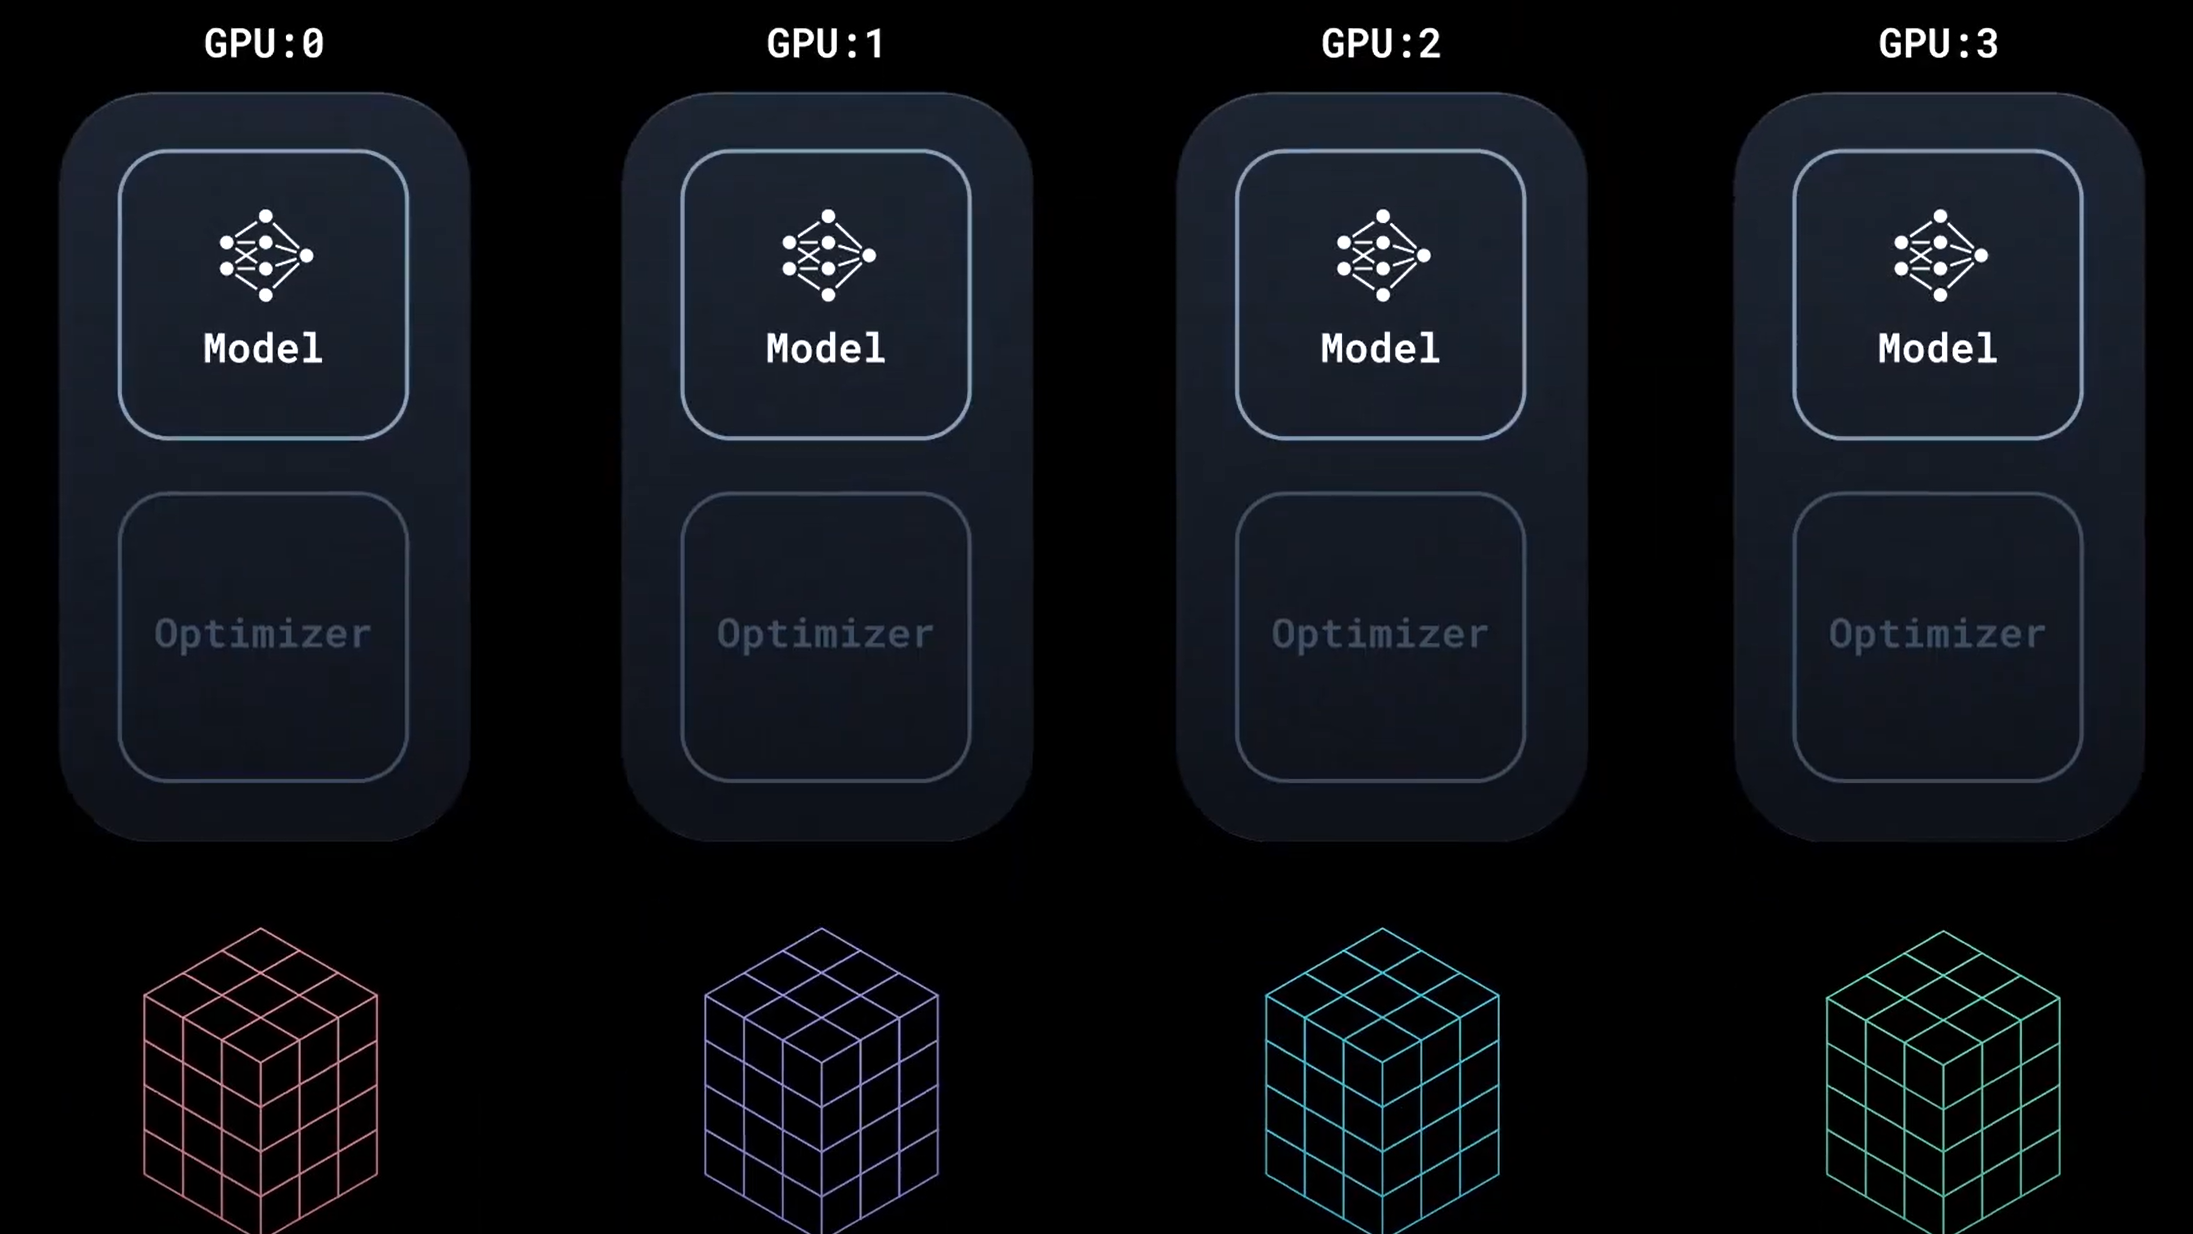 GPU:0
GPU:1
GPU:2
GPU:3
Model
Model
Model
Model
Optimizer
Optimizer
Optimizer
Optimizer